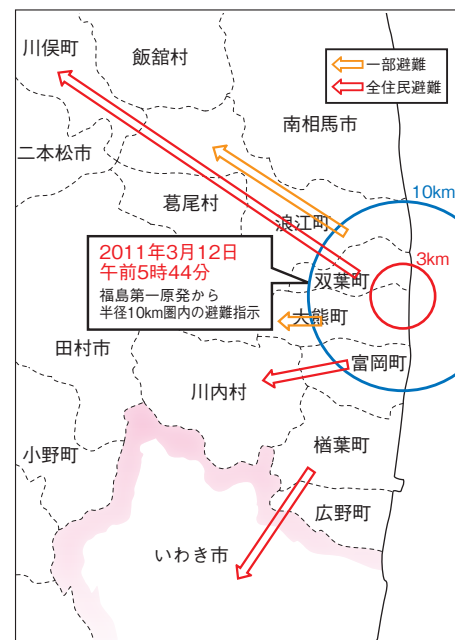 川俣町
飯舘村
一部避難
全住民避難
南相馬市
二本松市
葛尾村
10km
浪江町
2011年3月12日
午前5時44分
福島第一原発から
半径10km圏内の避難指示
3km
双葉町
大熊町
田村市
富岡町
川内村
楢葉町
小野町
広野町
いわき市